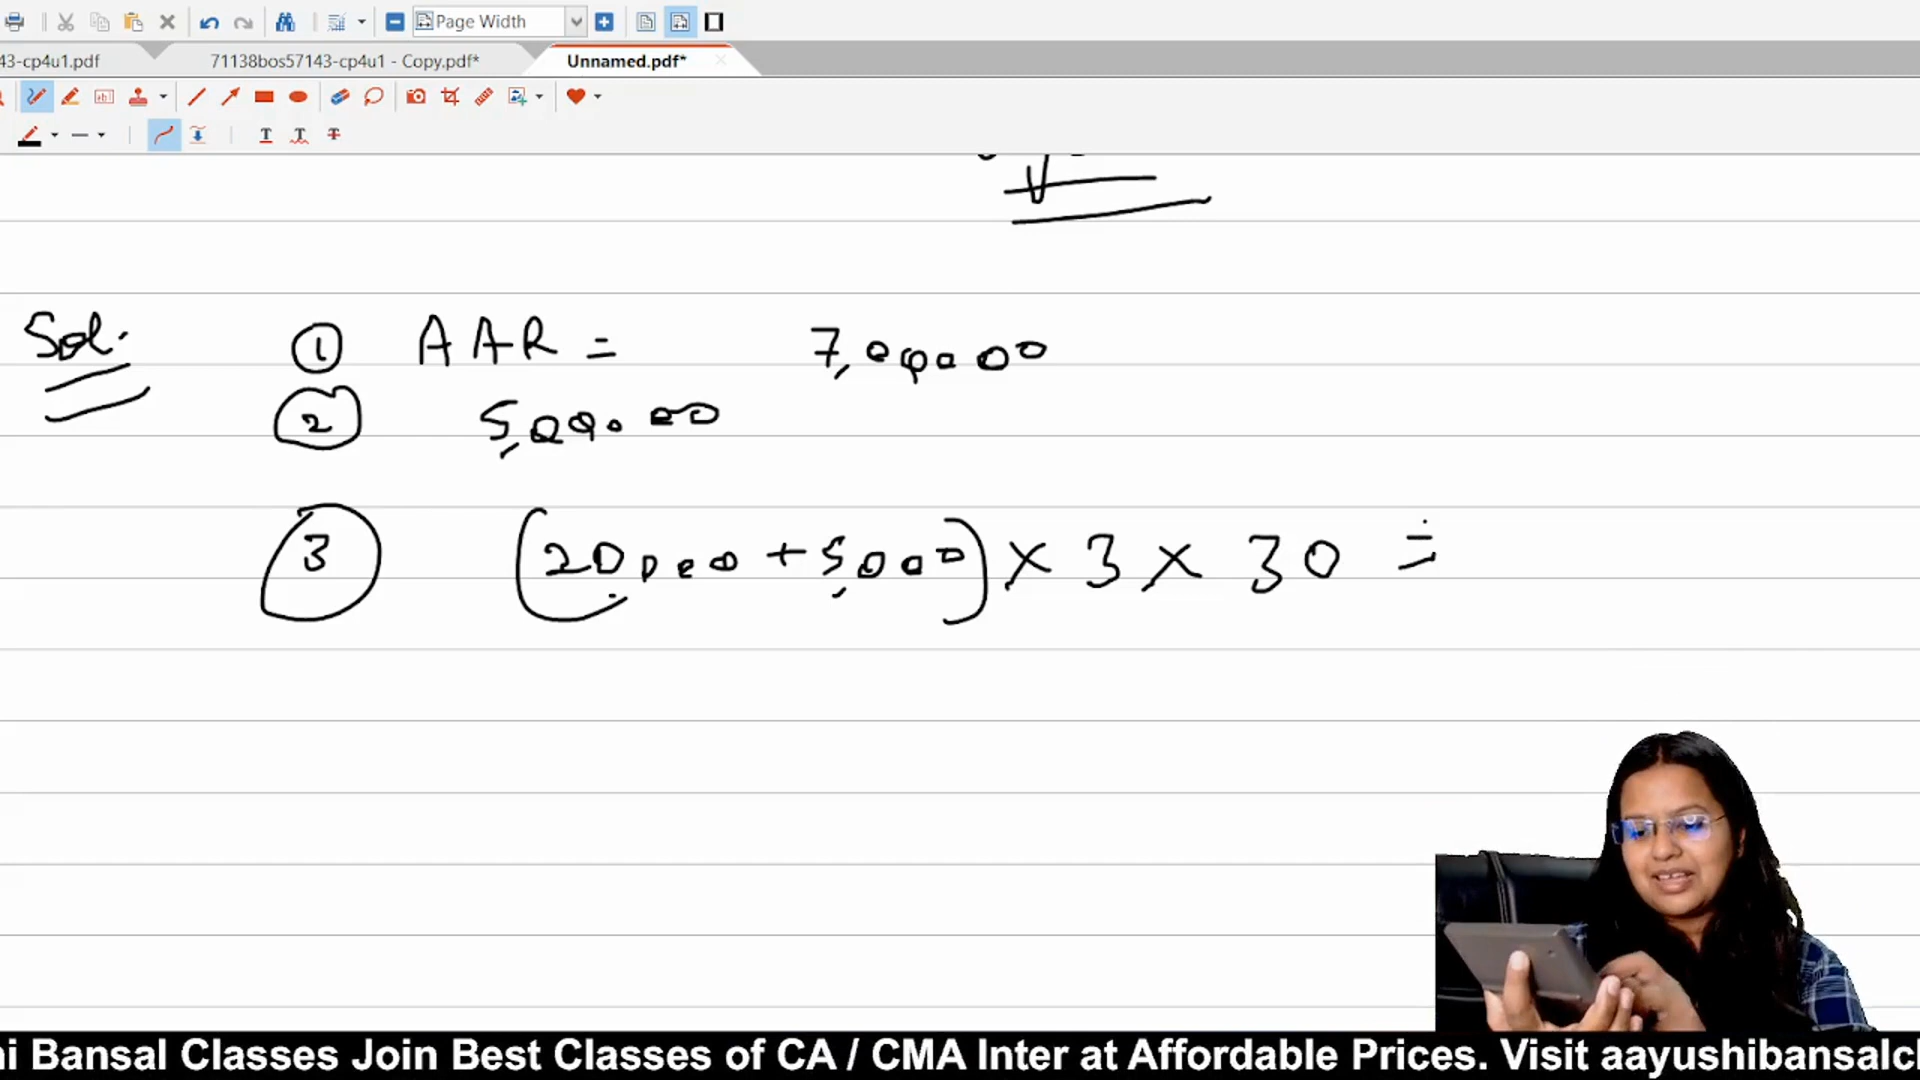 Page Width
43-cp4u1.pdf 71138bos57143-cp4u1 - Copy.pdf* Unnamed.pdf*
Sol. ① AAR = 7,00,000
② 5,00,000
③ (20,000 + 5,000) × 3 × 30 =
ni Bansal Classes Join Best Classes of CA / CMA Inter at Affordable Prices. Visit aayushibansalcl